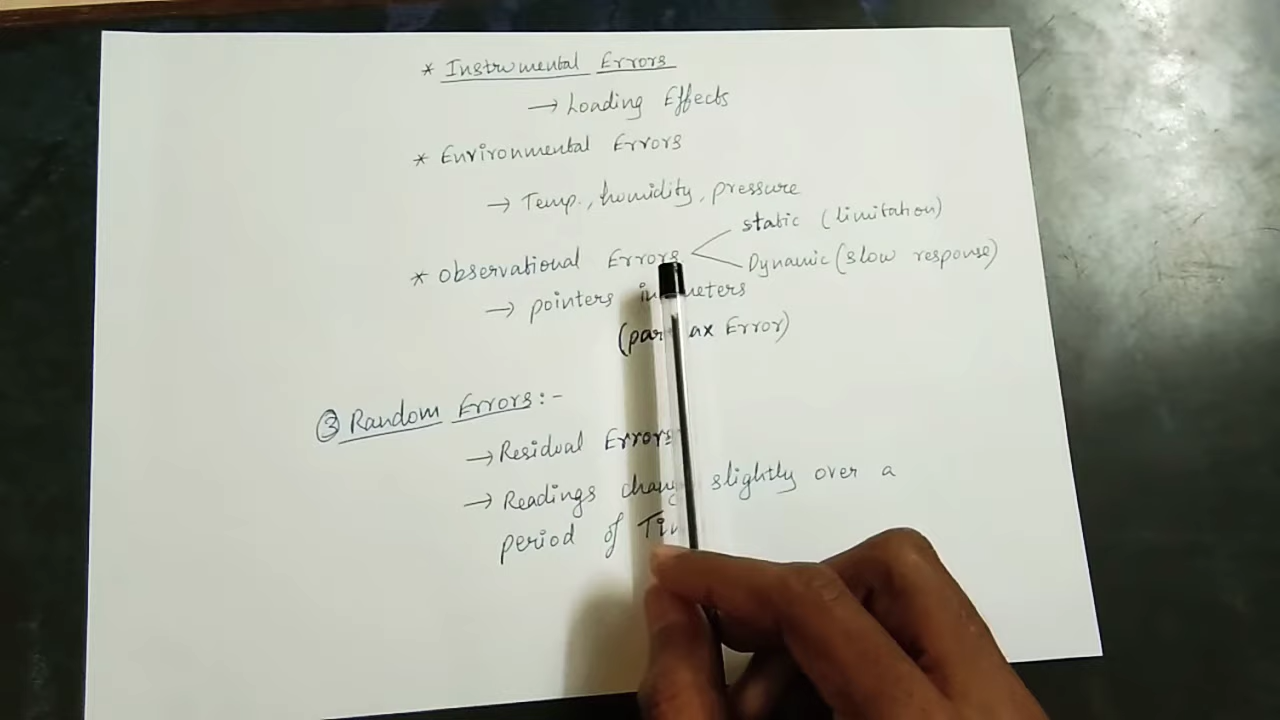 * Instrumental Errors
→ Loading Effects
* Environmental Errors
→ Temp., humidity, pressure
* Observational Errors
static (limitation)
Dynamic (slow response)
→ pointers
(Error)
③ Random Errors:-
→ Residual Errors
→ Readings slightly over a
period of